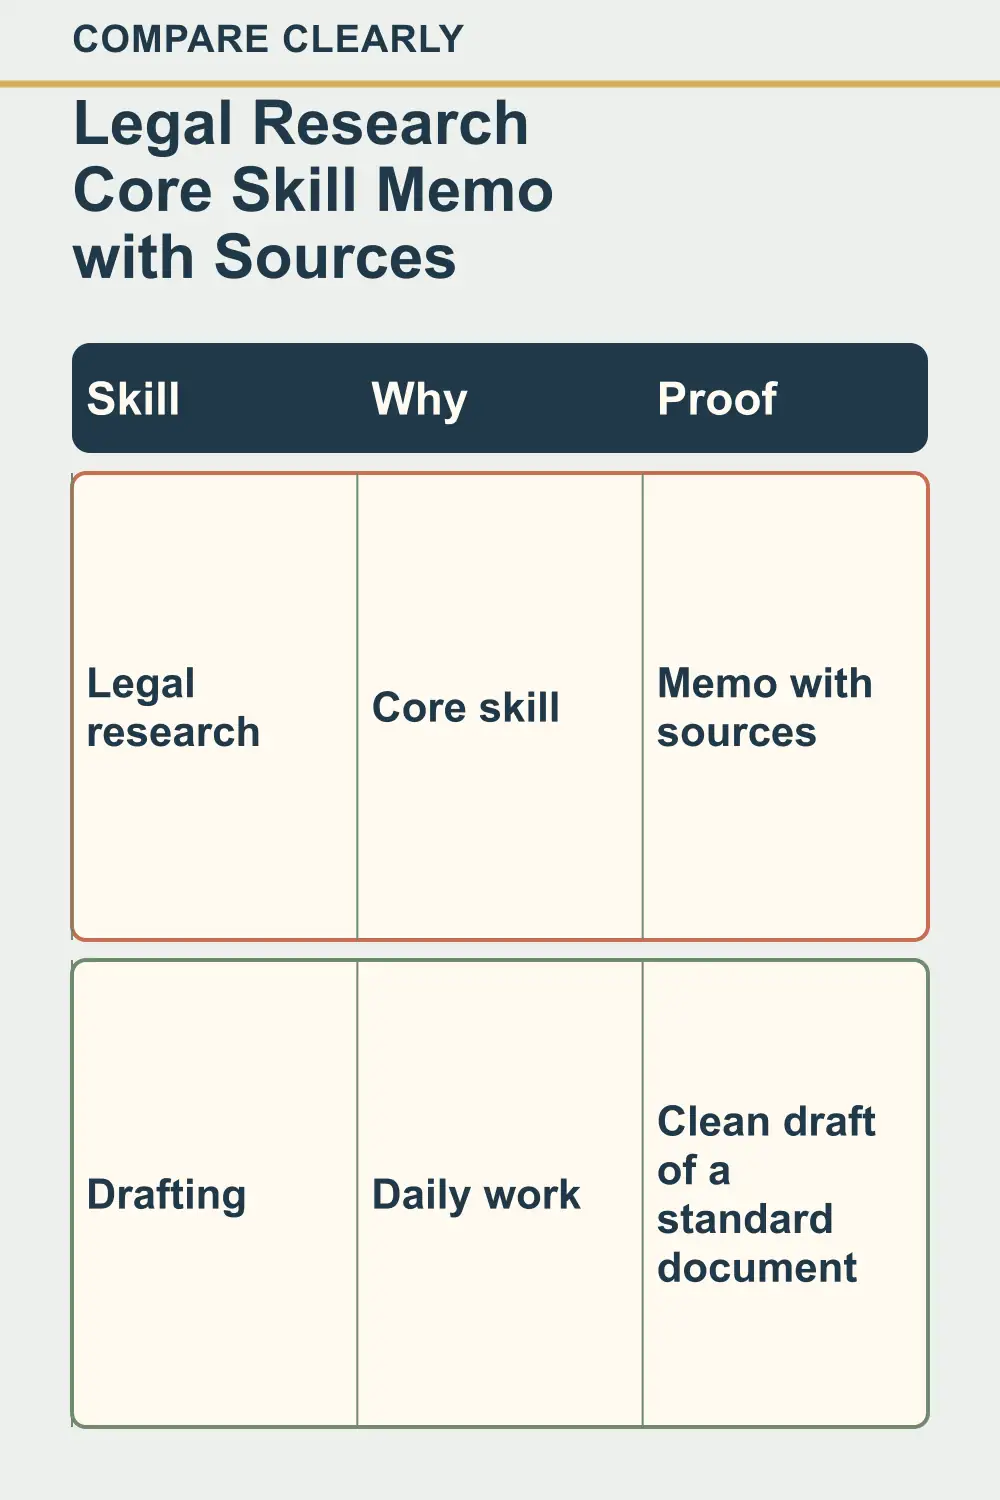 COMPARE CLEARLY
Legal Research
Core Skill Memo
with Sources
Skill Why Proof
Legal
research
Core skill
Memo with
sources
Drafting
Daily work
Clean draft
of a
standard
document